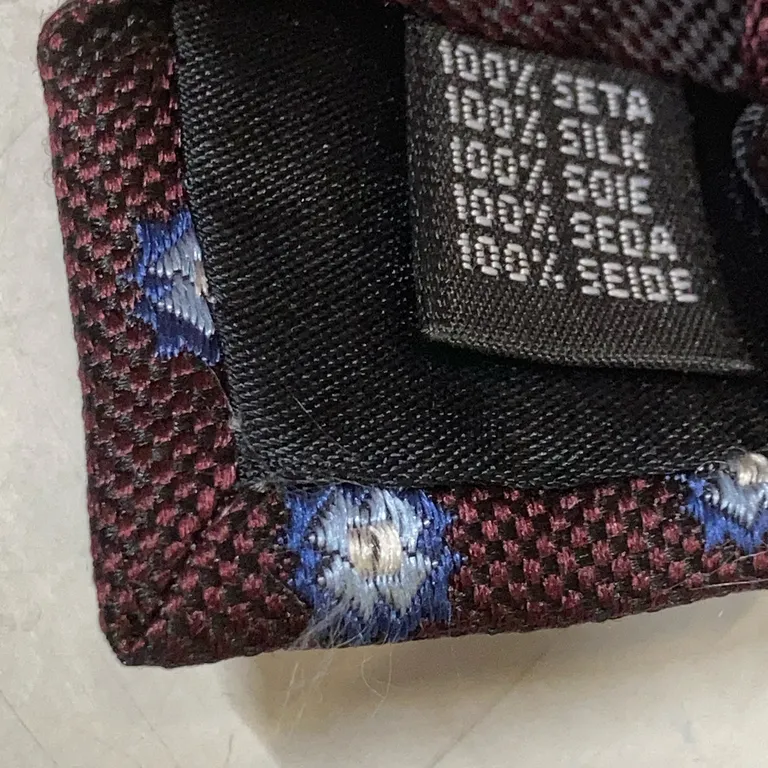 100% SETA
100% SILK
100% SOIE
100% SEDA
100% SEIDE